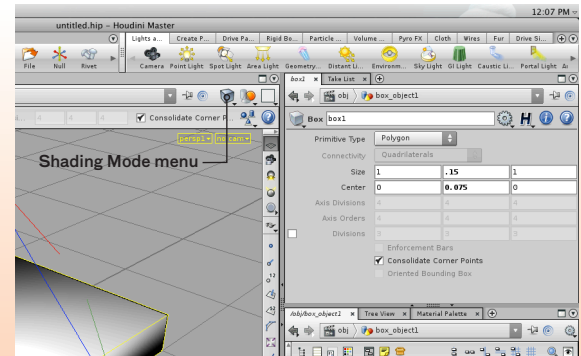 12:07 PM
untitled.hip – Houdini Master
Lights a... Create P... Drive Pa... Rigid Bo... Particle ... Volume ... Pyro FX Cloth Wires Fur Drive Si...
File Null Rivet Camera Point Light Spot Light Area Light Geometry... Distant Li... Environm... Sky Light GI Light Caustic Li... Portal Light
box1 × Take List ×
obj box_object1
4 4 4 Consolidate Corner P...
Box box1
persp1 no cam
Primitive Type Polygon
Shading Mode menu
Connectivity Quadrilaterals
Size 1 .15 1
Center 0 0.075 0
Axis Divisions 4 4 4
Axis Orders 4 4 4
Divisions 3 3 3
Enforcement Bars
Consolidate Corner Points
Oriented Bounding Box
/obj/box_object1 × Tree View × Material Palette ×
obj box_object1